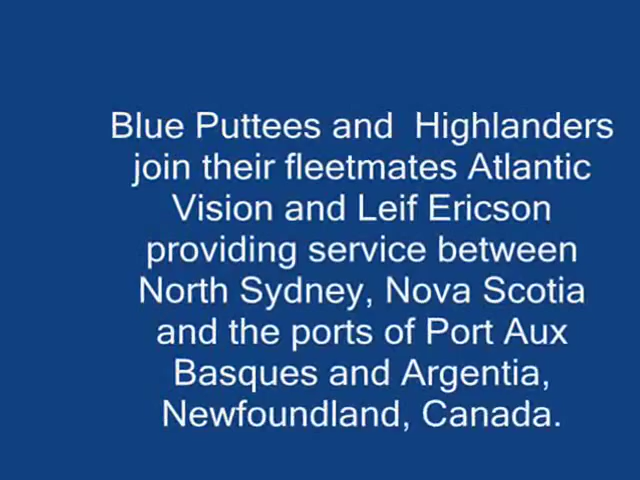 Blue Puttees and  Highlanders
join their fleetmates Atlantic
Vision and Leif Ericson
providing service between
North Sydney, Nova Scotia
and the ports of Port Aux
Basques and Argentia,
Newfoundland, Canada.